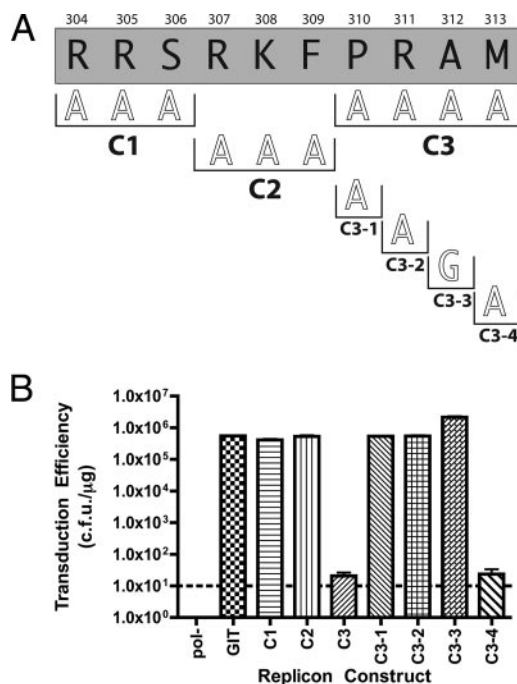 A
304 305 306 307 308 309 310 311 312 313
R R S R K F P R A M
A A A A A A A
C1 C3
A A A
C2
A
C3-1
A
C3-2
G
C3-3
A
C3-4
B
Transduction Efficiency
(c.f.u./μg)
1.0x10⁷
1.0x10⁶
1.0x10⁵
1.0x10⁴
1.0x10³
1.0x10²
1.0x10¹
1.0x10⁰
pol- GIT C1 C2 C3 C3-1 C3-2 C3-3 C3-4
Replicon Construct